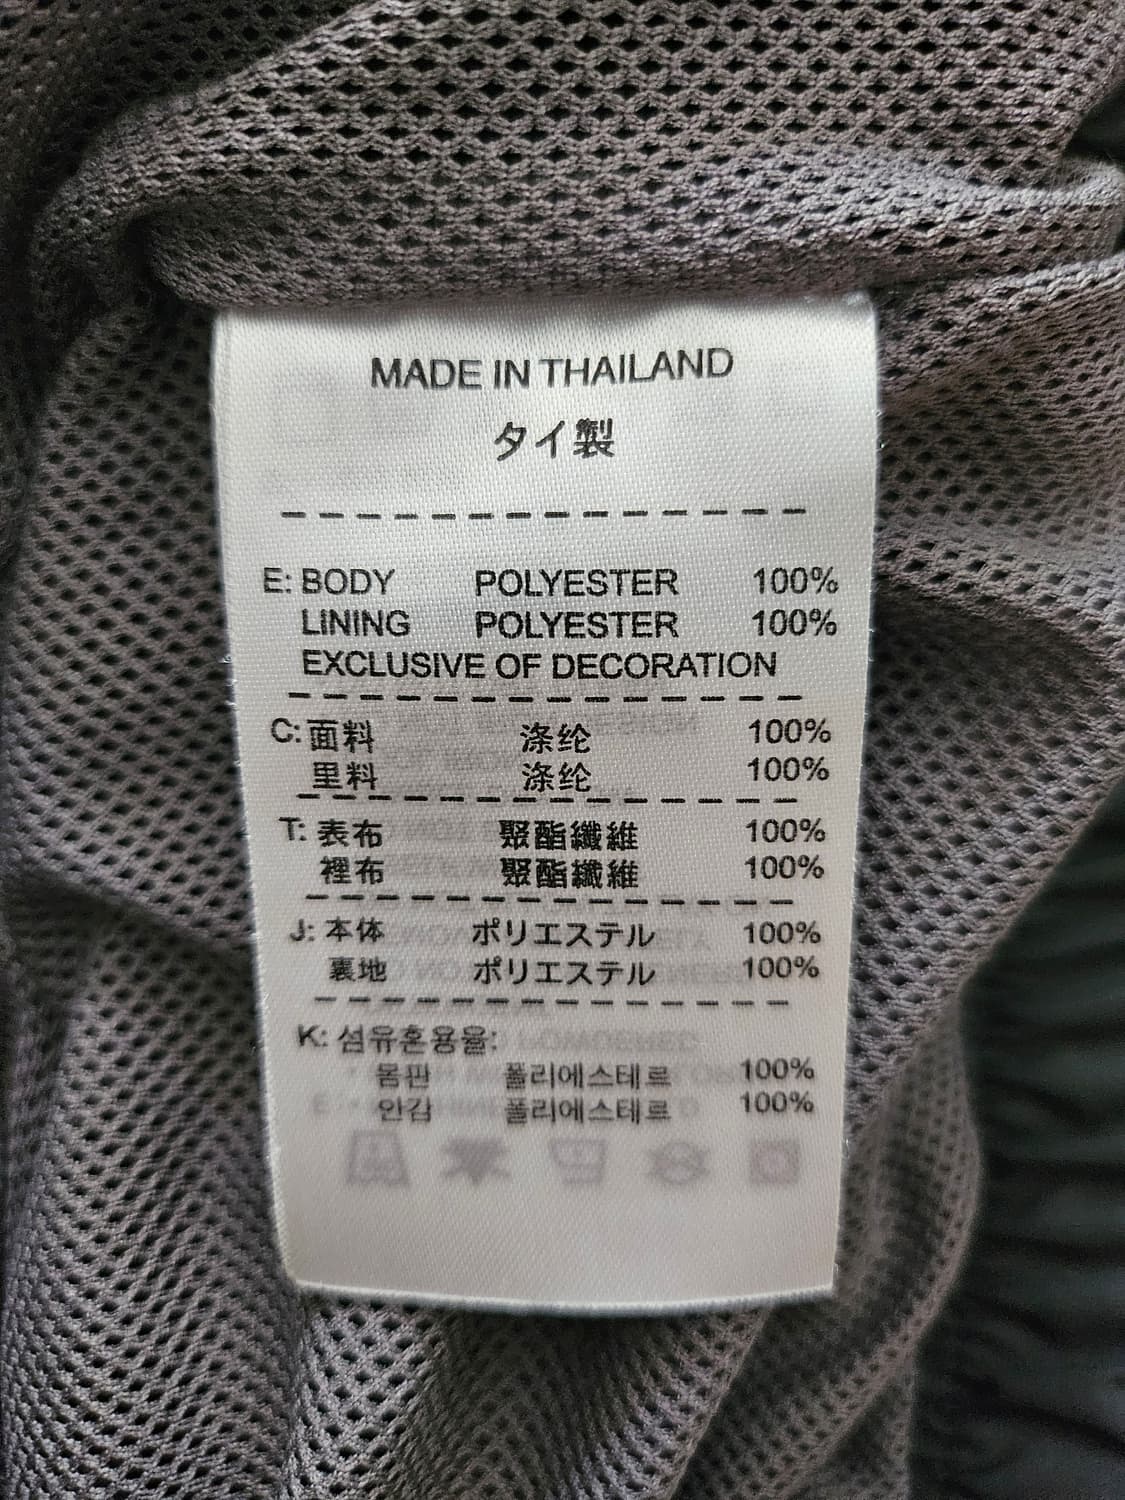 MADE IN THAILAND
タイ製
E: BODY POLYESTER 100%
LINING POLYESTER 100%
EXCLUSIVE OF DECORATION
C: 面料 涤纶 100%
里料 涤纶 100%
T: 表布 聚酯纖維 100%
裡布 聚酯纖維 100%
J: 本体 ポリエステル 100%
裏地 ポリエステル 100%
K: 섬유혼용율:
몸판 폴리에스테르 100%
안감 폴리에스테르 100%